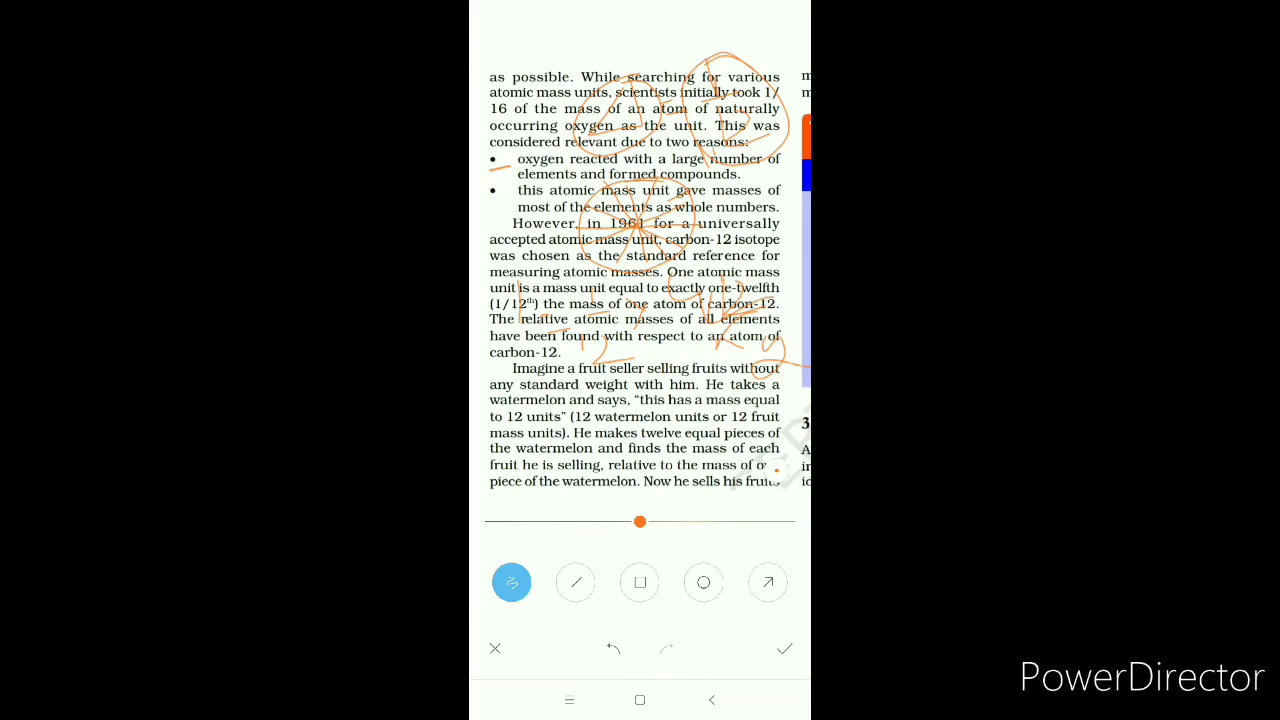 as possible. While searching for various
atomic mass units, scientists initially took 1/
16 of the mass of an atom of naturally
occurring oxygen as the unit. This was
considered relevant due to two reasons:
• oxygen reacted with a large number of
elements and formed compounds.
• this atomic mass unit gave masses of
most of the elements as whole numbers.
However, in 1961 for a universally
accepted atomic mass unit, carbon-12 isotope
was chosen as the standard reference for
measuring atomic masses. One atomic mass
unit is a mass unit equal to exactly one-twelfth
(1/12th) the mass of one atom of carbon-12.
The relative atomic masses of all elements
have been found with respect to an atom of
carbon-12.
Imagine a fruit seller selling fruits without
any standard weight with him. He takes a
watermelon and says, “this has a mass equal
to 12 units” (12 watermelon units or 12 fruit
mass units). He makes twelve equal pieces of
the watermelon and finds the mass of each
fruit he is selling, relative to the mass of
piece of the watermelon. Now he sells his fruits
PowerDirector